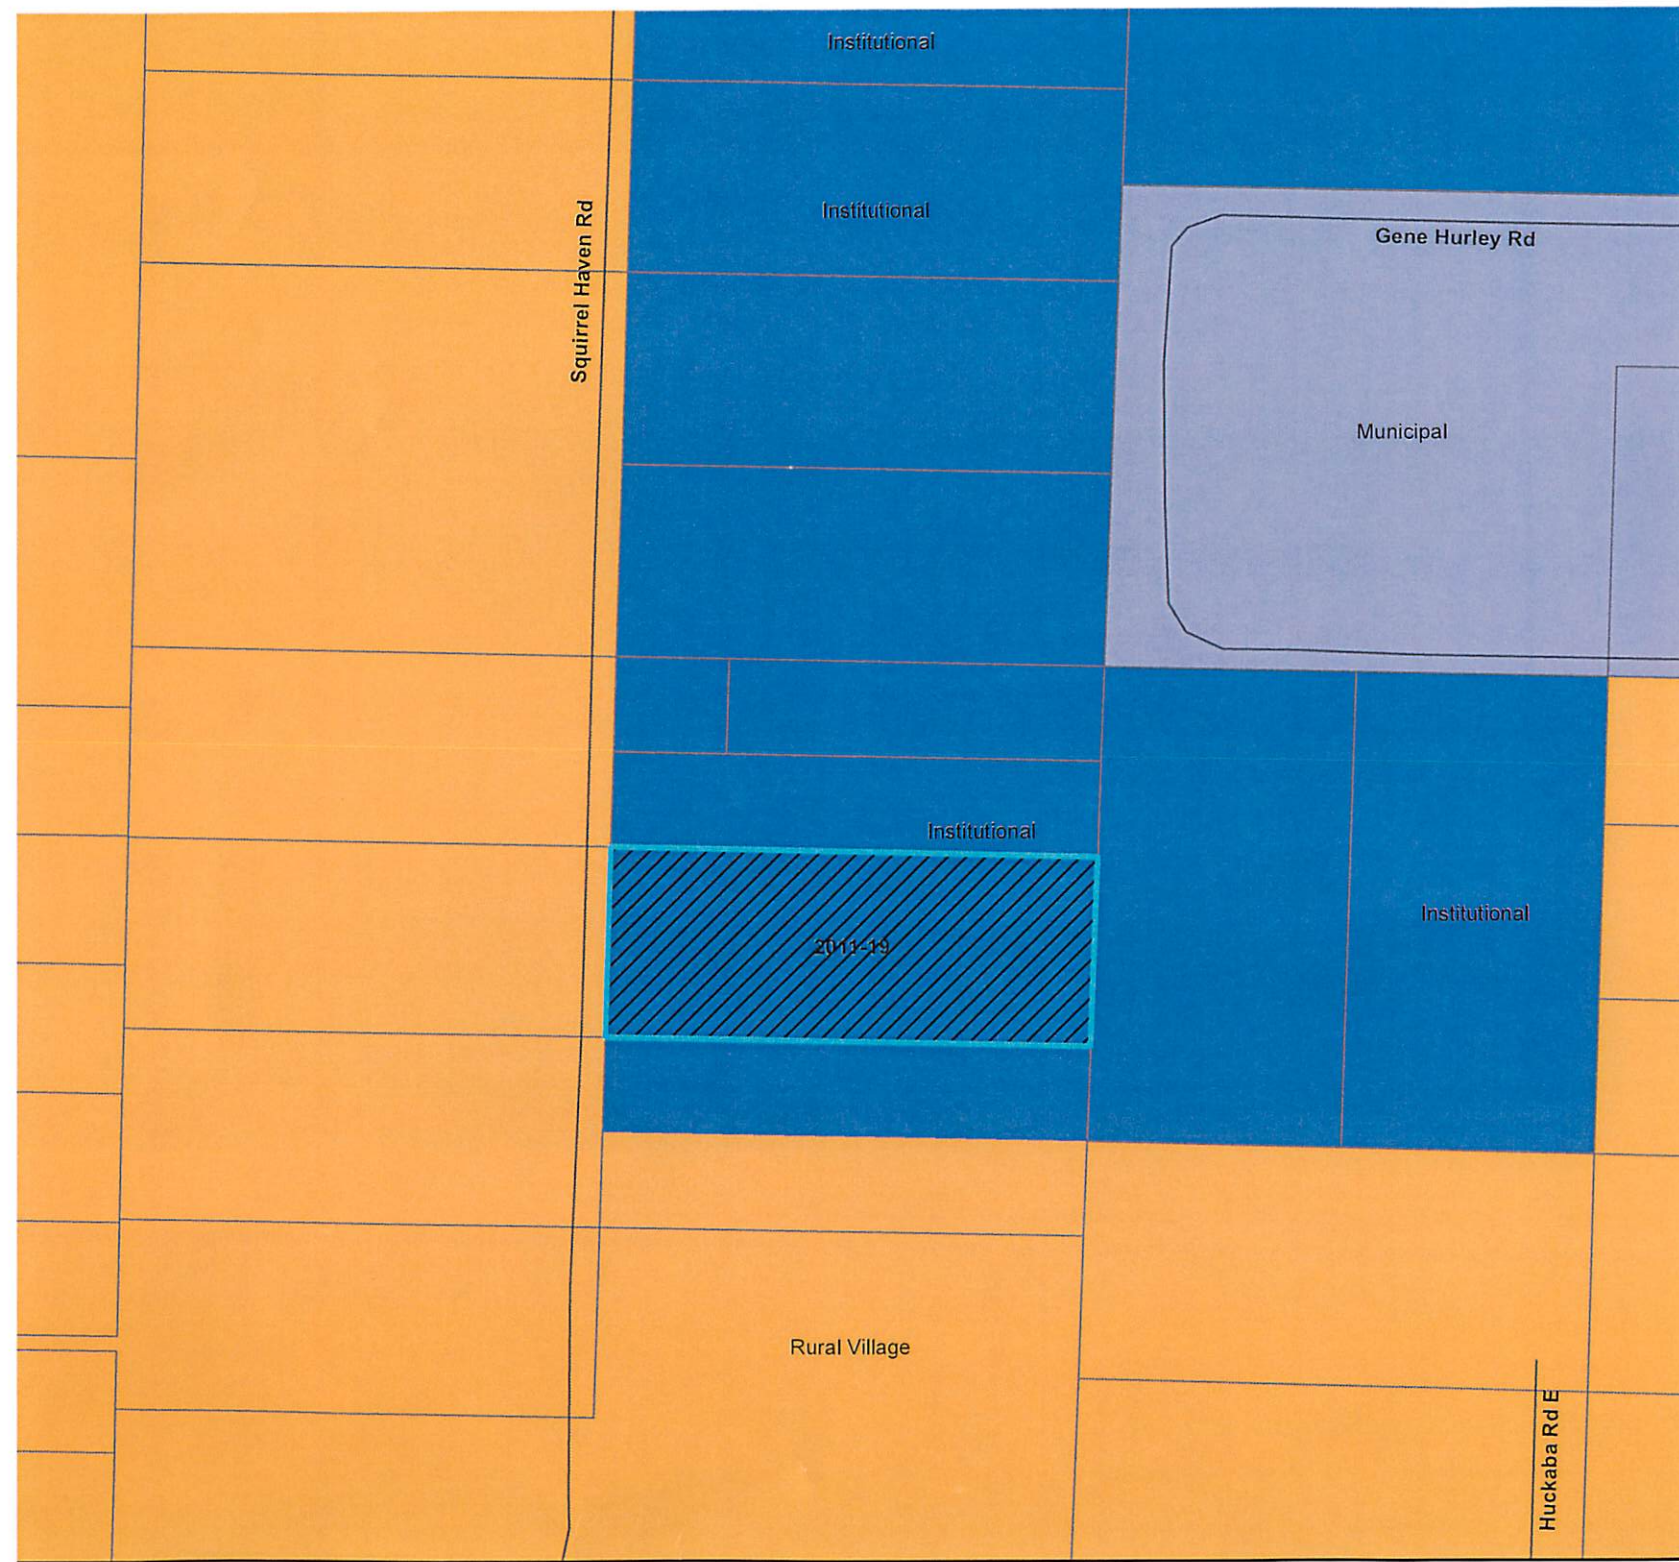 Institutional
Institutional
Squirrel Haven Rd
Gene Hurley Rd
Municipal
Institutional
Institutional
2011-19
Rural Village
Huckaba Rd E